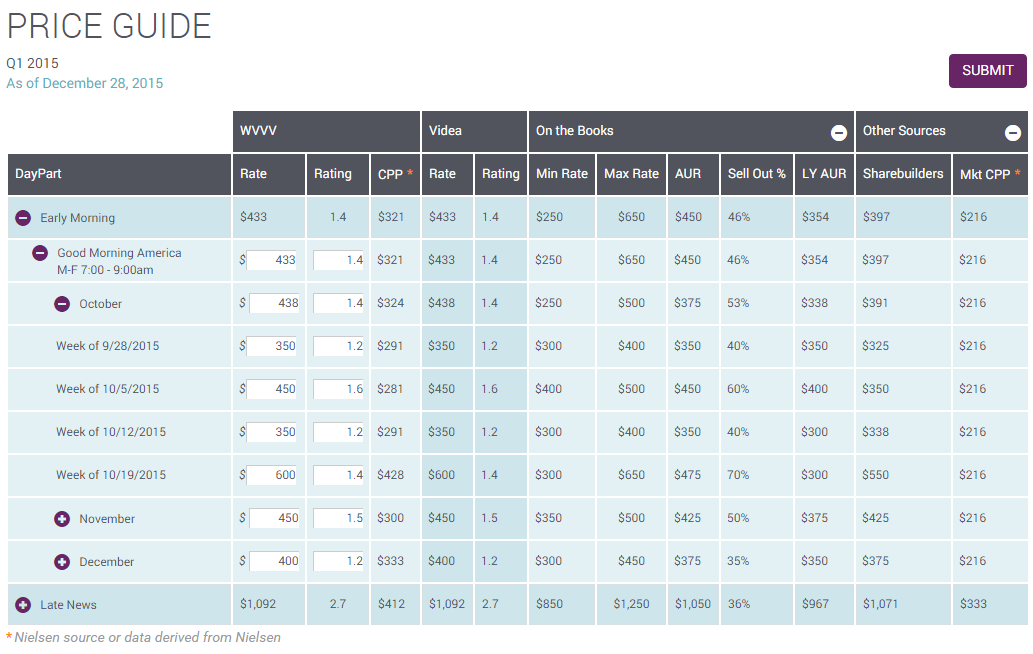 PRICE GUIDE
Q1 2015
As of December 28, 2015
SUBMIT
WVVV Videa On the Books Other Sources
DayPart Rate Rating CPP * Rate Rating Min Rate Max Rate AUR Sell Out % LY AUR Sharebuilders Mkt CPP *
Early Morning $433 1.4 $321 $433 1.4 $250 $650 $450 46% $354 $397 $216
Good Morning America
M-F 7:00 - 9:00am $ 433 1.4 $321 $433 1.4 $250 $650 $450 46% $354 $397 $216
October $ 438 1.4 $324 $438 1.4 $250 $500 $375 53% $338 $391 $216
Week of 9/28/2015 $ 350 1.2 $291 $350 1.2 $300 $400 $350 40% $350 $325 $216
Week of 10/5/2015 $ 450 1.6 $281 $450 1.6 $400 $500 $450 60% $400 $350 $216
Week of 10/12/2015 $ 350 1.2 $291 $350 1.2 $300 $400 $350 40% $300 $338 $216
Week of 10/19/2015 $ 600 1.4 $428 $600 1.4 $300 $650 $475 70% $300 $550 $216
November $ 450 1.5 $300 $450 1.5 $350 $500 $425 50% $375 $425 $216
December $ 400 1.2 $333 $400 1.2 $300 $450 $375 35% $350 $375 $216
Late News $1,092 2.7 $412 $1,092 2.7 $850 $1,250 $1,050 36% $967 $1,071 $333
* Nielsen source or data derived from Nielsen